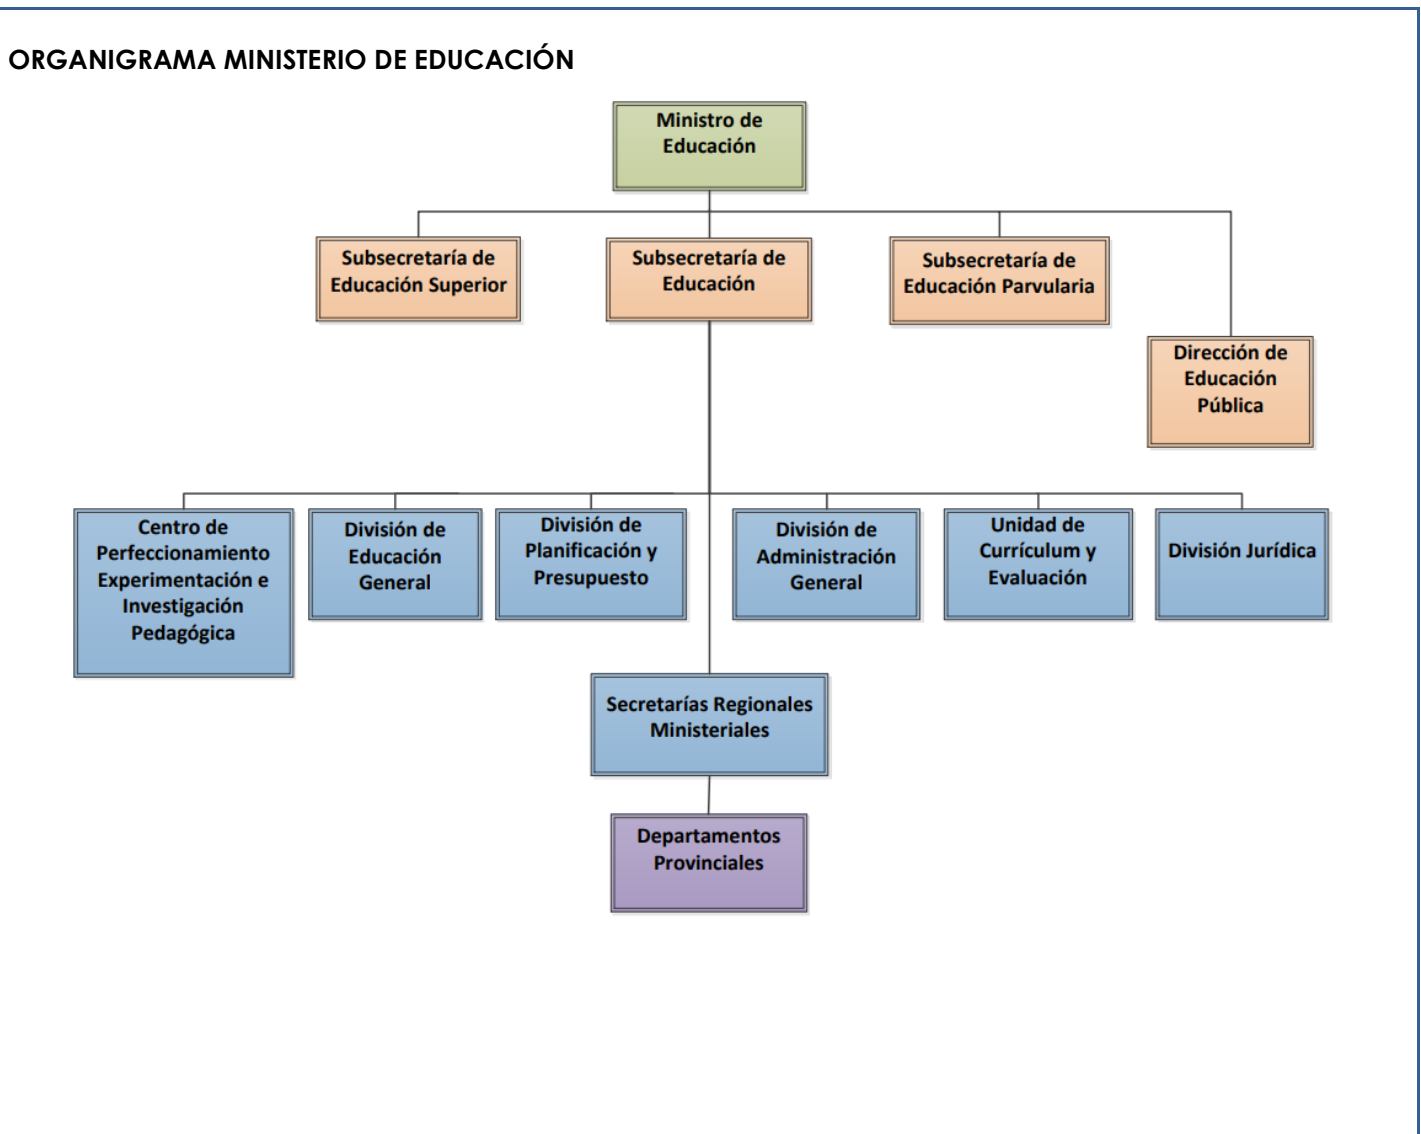 ORGANIGRAMA MINISTERIO DE EDUCACIÓN
Ministro de
Educación
Subsecretaría de
Educación Superior
Subsecretaría de
Educación
Subsecretaría de
Educación Parvularia
Dirección de
Educación
Pública
Centro de
Perfeccionamiento
Experimentación e
Investigación
Pedagógica
División de
Educación
General
División de
Planificación y
Presupuesto
División de
Administración
General
Unidad de
Currículum y
Evaluación
División Jurídica
Secretarías Regionales
Ministeriales
Departamentos
Provinciales